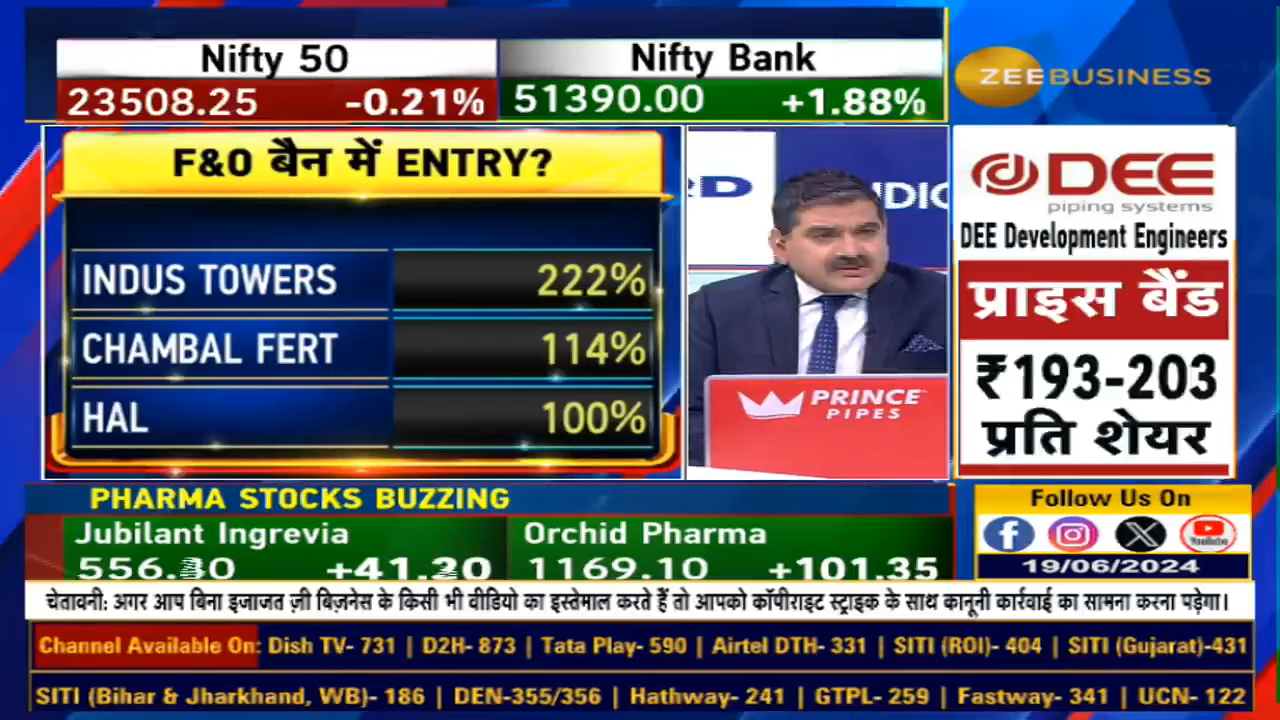 Nifty 50
23508.25 -0.21%
Nifty Bank
51390.00 +1.88%
ZEEBUSINESS
F&O बैन में ENTRY?
INDUS TOWERS 222%
CHAMBAL FERT 114%
HAL 100%
RD
NDIC
PRINCE
PIPES
DEE
piping systems
DEE Development Engineers
प्राइस बैंड
₹193-203
प्रति शेयर
PHARMA STOCKS BUZZING
Jubilant Ingrevia
+41.20
Orchid Pharma
1169.10 +101.35
Follow Us On
YouTube
19/06/2024
चेतावनी: अगर आप बिना इजाजत ज़ी बिज़नेस के किसी भी वीडियो का इस्तेमाल करते हैं तो आपको कॉपीराइट स्ट्राइक के साथ कानूनी कार्रवाई का सामना करना पड़ेगा।
Channel Available On: Dish TV- 731 | D2H- 873 | Tata Play- 590 | Airtel DTH- 331 | SITI (ROI)- 404 | SITI (Gujarat)-431
SITI (Bihar & Jharkhand, WB)- 186 | DEN-355/356 | Hathway- 241 | GTPL- 259 | Fastway- 341 | UCN- 122